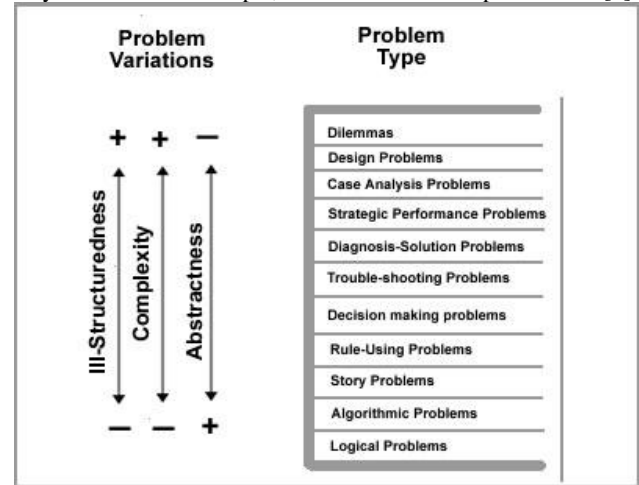 Problem
Variations
Problem
Type
+ + −
Ill-Structuredness
Complexity
Abstractness
− − +
Dilemmas
Design Problems
Case Analysis Problems
Strategic Performance Problems
Diagnosis-Solution Problems
Trouble-shooting Problems
Decision making problems
Rule-Using Problems
Story Problems
Algorithmic Problems
Logical Problems